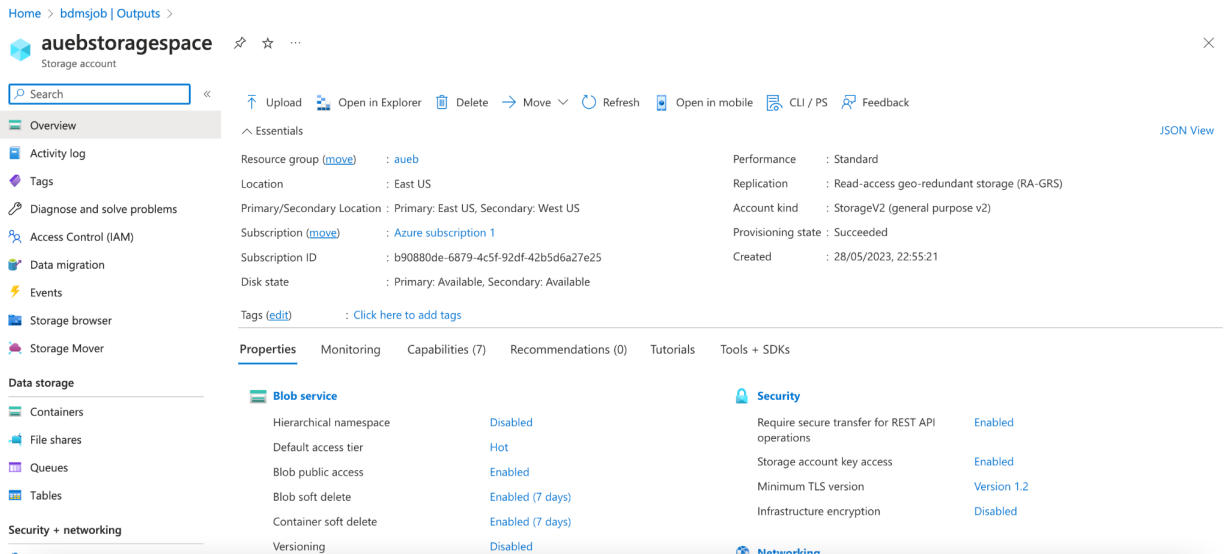 Home > bdmsjob | Outputs >
auebstoragespace
Storage account
Search
Overview
Activity log
Tags
Diagnose and solve problems
Access Control (IAM)
Data migration
Events
Storage browser
Storage Mover
Data storage
Containers
File shares
Queues
Tables
Security + networking
Upload Open in Explorer Delete Move Refresh Open in mobile CLI / PS Feedback
Essentials
JSON View
Resource group (move) : aueb
Location : East US
Primary/Secondary Location : Primary: East US, Secondary: West US
Subscription (move) : Azure subscription 1
Subscription ID : b90880de-6879-4c5f-92df-42b5d6a27e25
Disk state : Primary: Available, Secondary: Available
Tags (edit) : Click here to add tags
Performance : Standard
Replication : Read-access geo-redundant storage (RA-GRS)
Account kind : StorageV2 (general purpose v2)
Provisioning state : Succeeded
Created : 28/05/2023, 22:55:21
Properties Monitoring Capabilities (7) Recommendations (0) Tutorials Tools + SDKs
Blob service
Hierarchical namespace Disabled
Default access tier Hot
Blob public access Enabled
Blob soft delete Enabled (7 days)
Container soft delete Enabled (7 days)
Versioning Disabled
Security
Require secure transfer for REST API operations Enabled
Storage account key access Enabled
Minimum TLS version Version 1.2
Infrastructure encryption Disabled
Networking